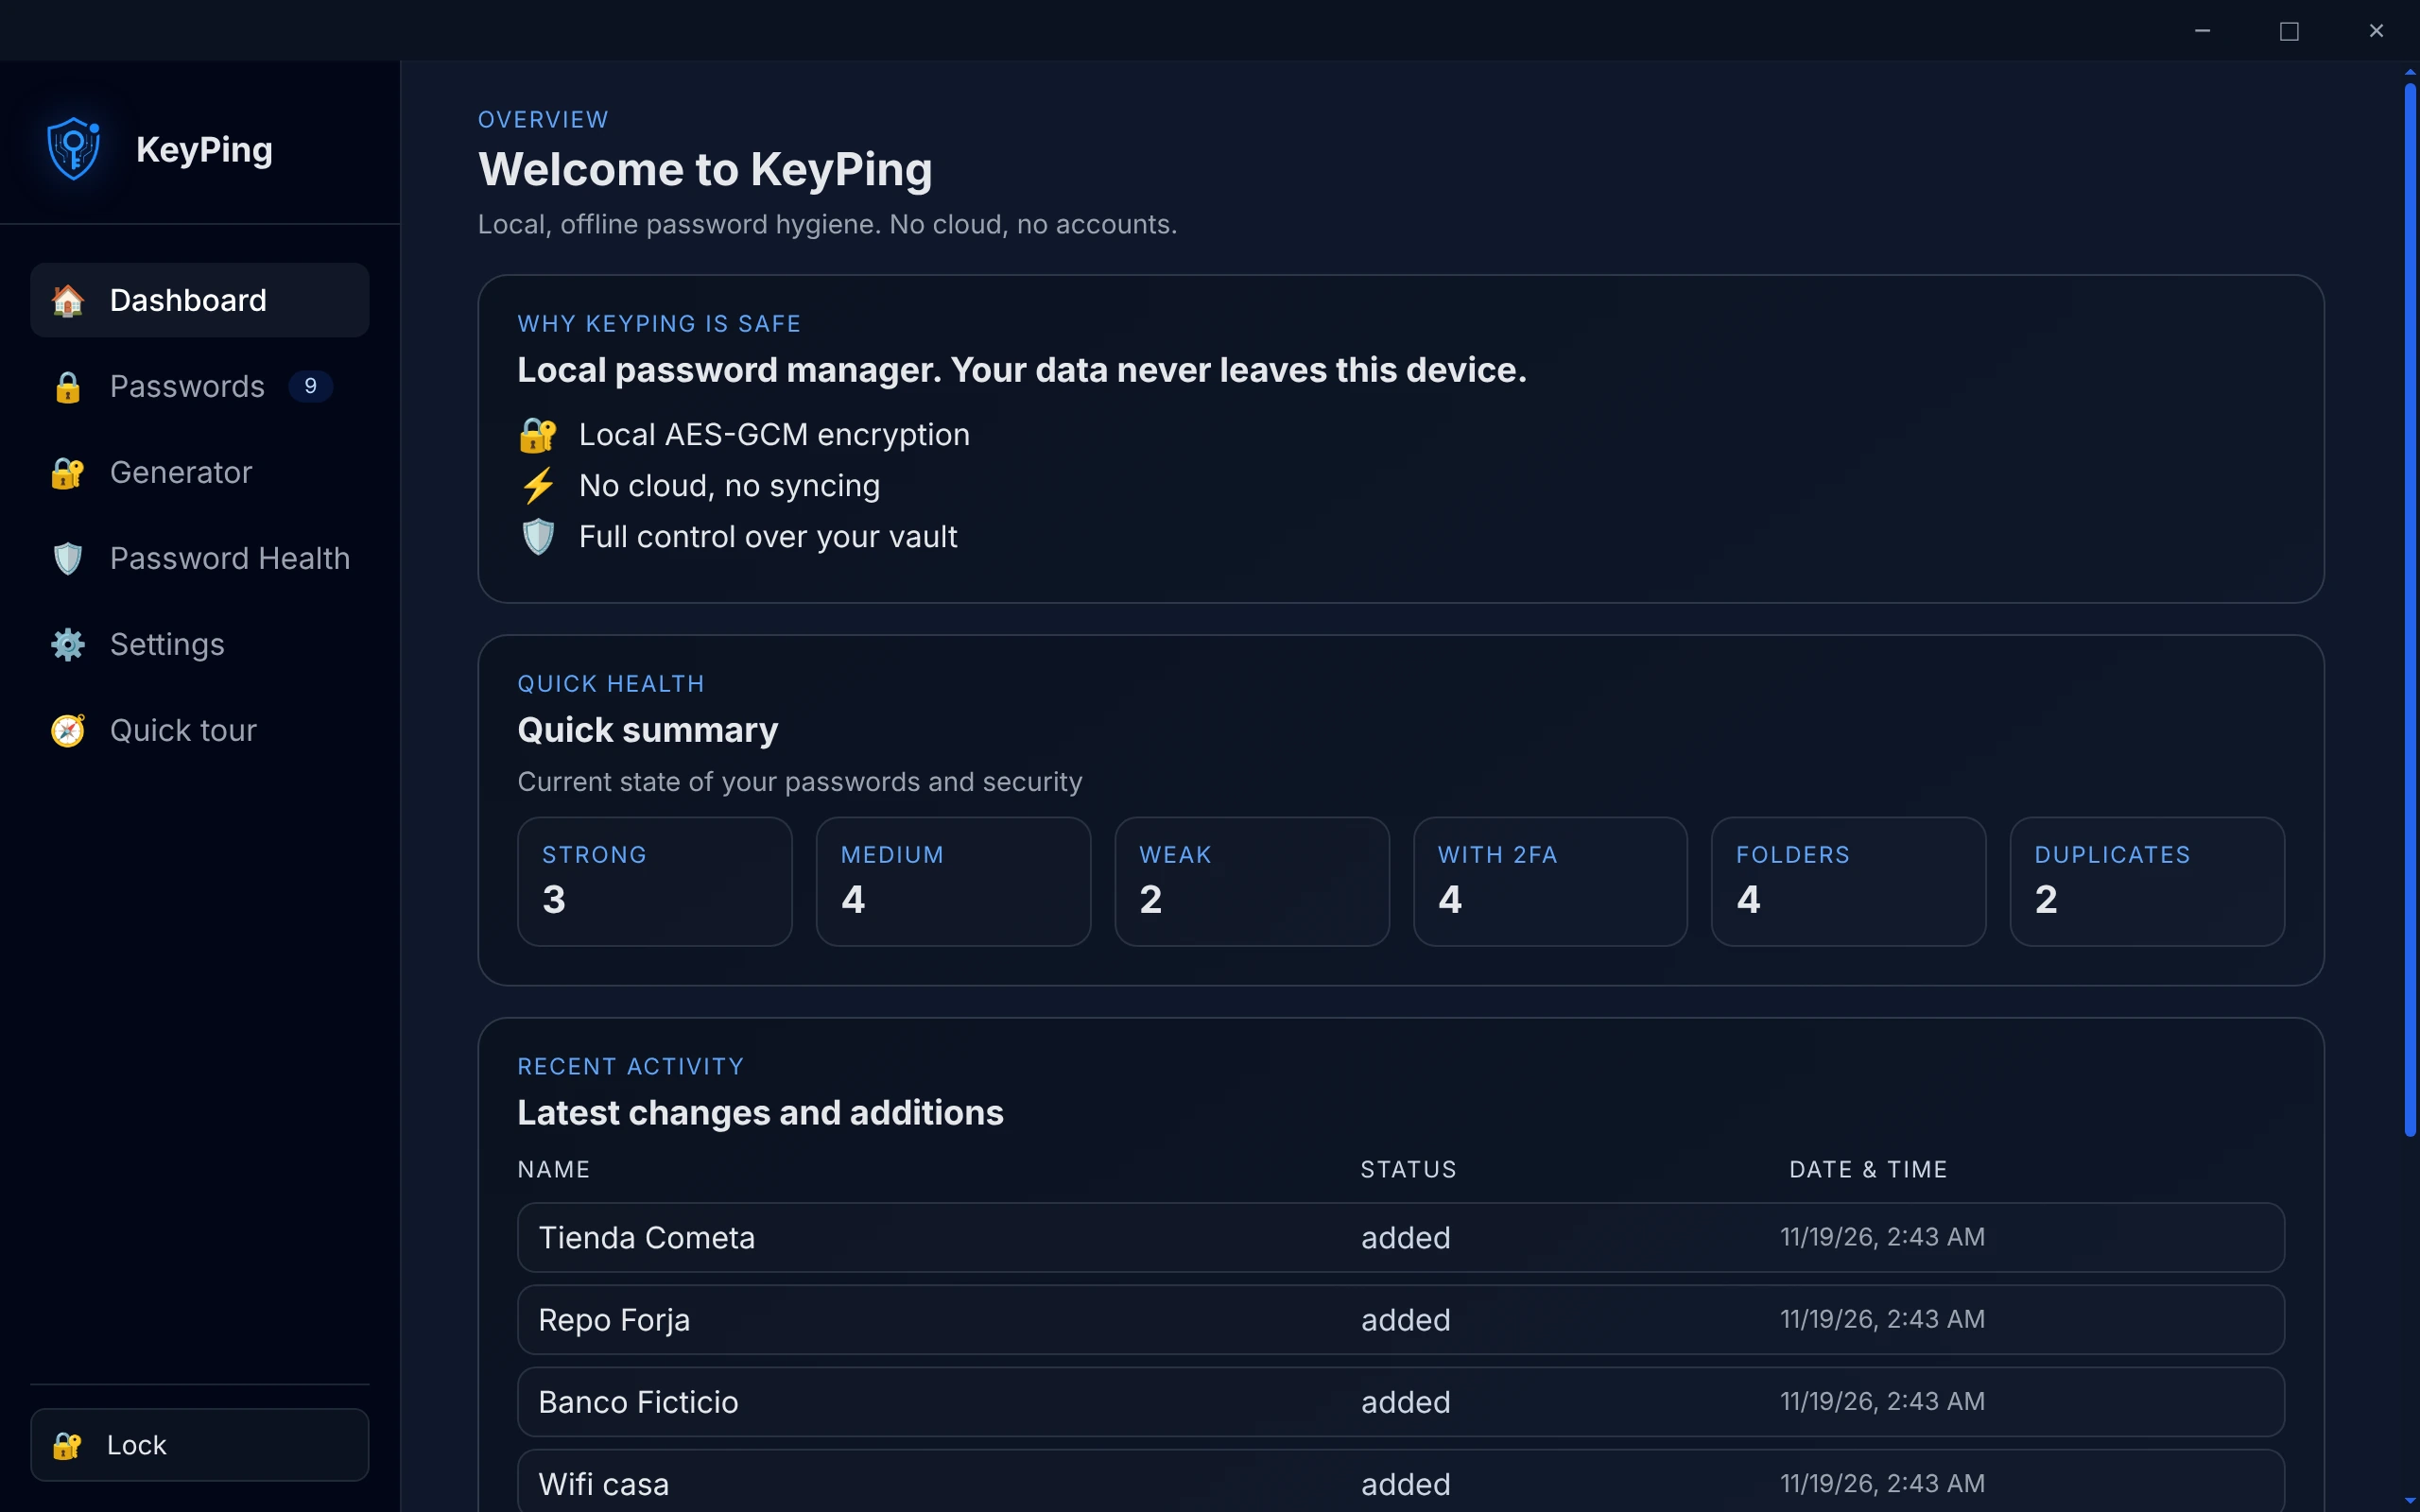 KeyPing
Dashboard
Passwords 9
Generator
Password Health
Settings
Quick tour
Lock
OVERVIEW
Welcome to KeyPing
Local, offline password hygiene. No cloud, no accounts.
WHY KEYPING IS SAFE
Local password manager. Your data never leaves this device.
Local AES-GCM encryption
No cloud, no syncing
Full control over your vault
QUICK HEALTH
Quick summary
Current state of your passwords and security
STRONG MEDIUM WEAK WITH 2FA FOLDERS DUPLICATES
3 4 2 4 4 2
RECENT ACTIVITY
Latest changes and additions
NAME STATUS DATE & TIME
Tienda Cometa added 11/19/26, 2:43 AM
Repo Forja added 11/19/26, 2:43 AM
Banco Ficticio added 11/19/26, 2:43 AM
Wifi casa added 11/19/26, 2:43 AM